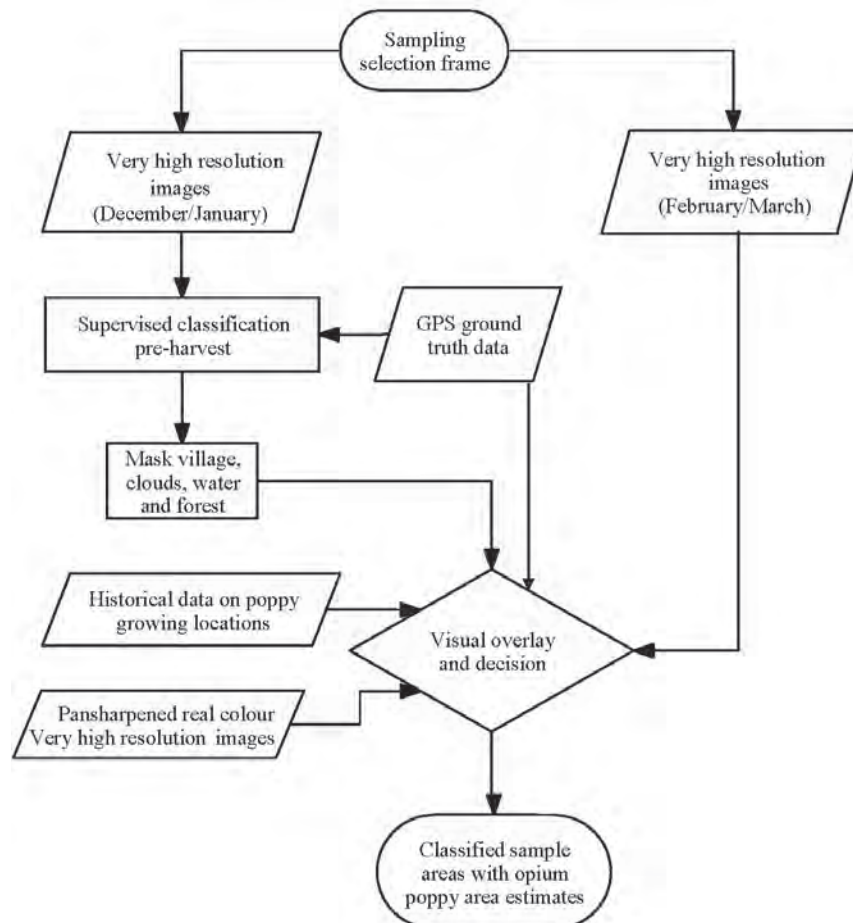 Sampling
selection frame
Very high resolution
images
(December/January)
Very high resolution
images
(February/March)
Supervised classification
pre-harvest
GPS ground
truth data
Mask village,
clouds, water
and forest
Historical data on poppy
growing locations
Visual overlay
and decision
Pansharpened real colour
Very high resolution images
Classified sample
areas with opium
poppy area estimates